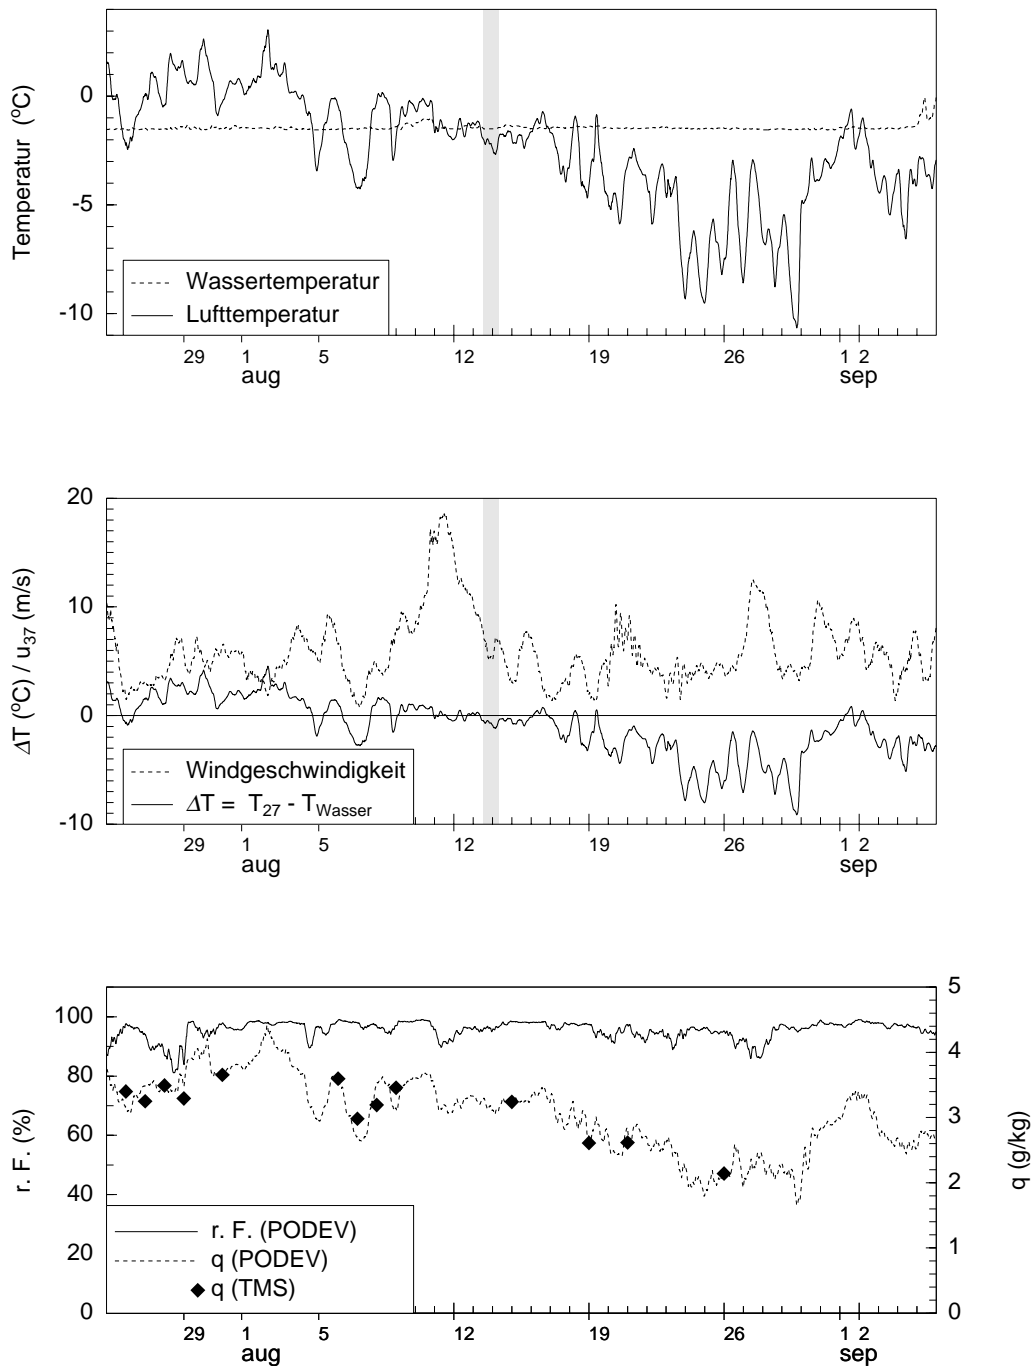 Temperatur (°C)
0
-5
-10
Wassertemperatur
Lufttemperatur
29 1 5 12 19 26 1 2
aug sep
ΔT (°C) / u37 (m/s)
20
10
0
-10
Windgeschwindigkeit
ΔT = T27 - TWasser
29 1 5 12 19 26 1 2
aug sep
r. F. (%)
100
80
60
40
20
0
q (g/kg)
5
4
3
2
1
0
r. F. (PODEV)
q (PODEV)
q (TMS)
29 1 5 12 19 26 1 2
aug sep